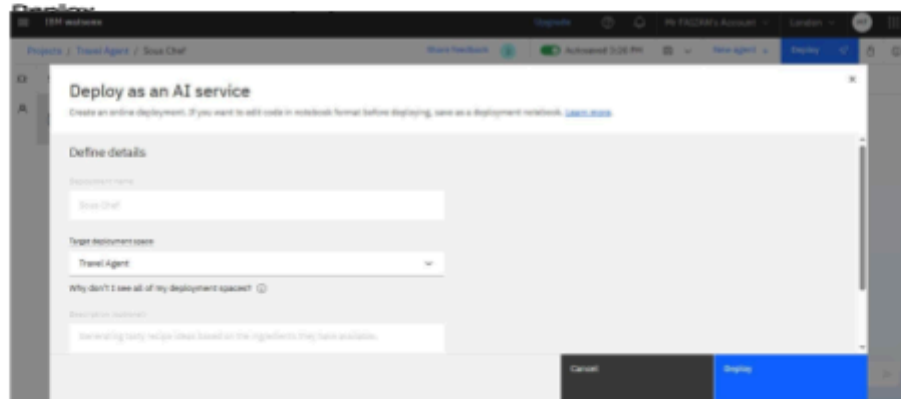 Deploy
IBM watsonx
Upgrade
Mr FAIZAN's Account
London
Projects / Travel Agent / Sous Chef
Share feedback
Autosaved 3:26 PM
New agent +
Deploy
Deploy as an AI service
Create an online deployment. If you want to edit code in notebook format before deploying, save as a deployment notebook. Learn more.
Define details
Deployment name
Sous Chef
Target deployment space
Travel Agent
Why don't I see all of my deployment spaces?
Description (optional)
Generating tasty recipe ideas based on the ingredients they have available.
Cancel
Deploy